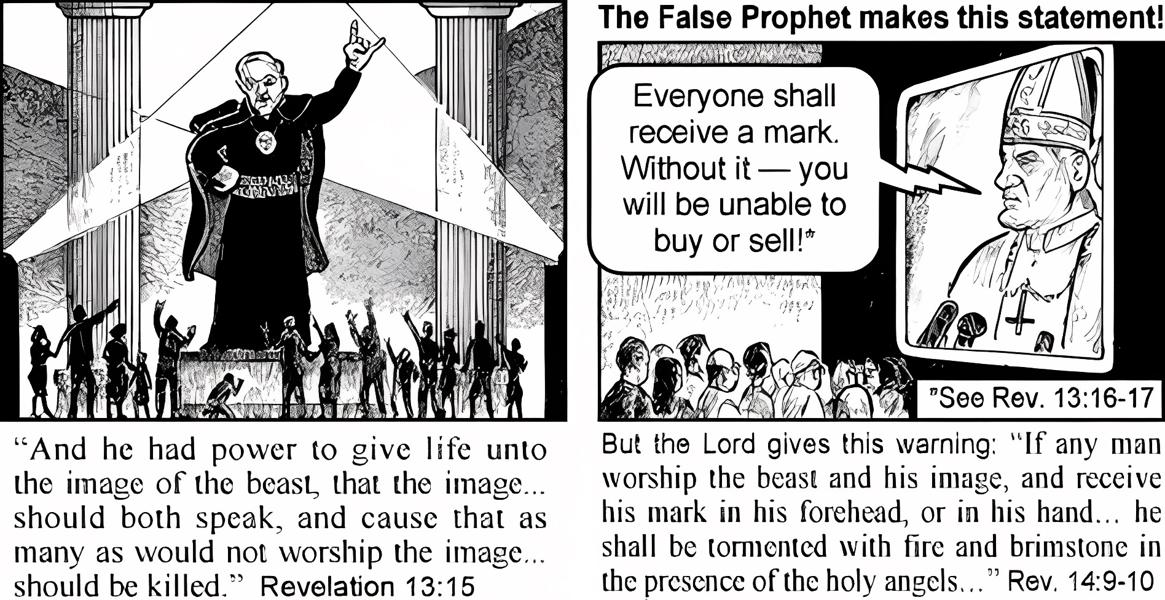 “And he had power to give life unto
the image of the beast, that the image...
should both speak, and cause that as
many as would not worship the image...
should be killed.” Revelation 13:15
The False Prophet makes this statement!
Everyone shall
receive a mark.
Without it — you
will be unable to
buy or sell!*
*See Rev. 13:16-17
But the Lord gives this warning: “If any man
worship the beast and his image, and receive
his mark in his forehead, or in his hand... he
shall be tormented with fire and brimstone in
the presence of the holy angels...” Rev. 14:9-10